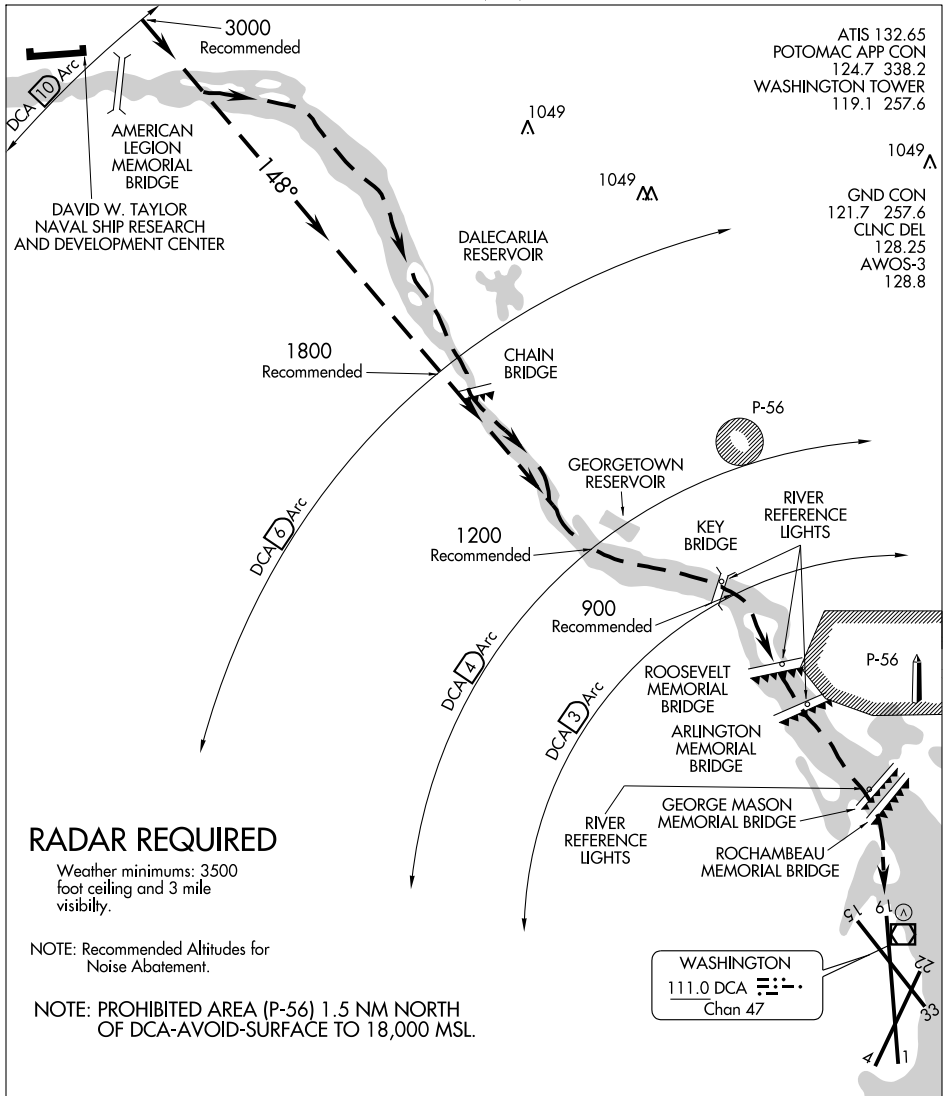 3000
Recommended
ATIS 132.65
POTOMAC APP CON
124.7 338.2
WASHINGTON TOWER
119.1 257.6
DCA 10 Arc
AMERICAN
LEGION
MEMORIAL
BRIDGE
1049
1049
1049
148°
DAVID W. TAYLOR
NAVAL SHIP RESEARCH
AND DEVELOPMENT CENTER
GND CON
121.7 257.6
CLNC DEL
128.25
AWOS-3
128.8
DALECARLIA
RESERVOIR
1800
Recommended
CHAIN
BRIDGE
P-56
DCA 6 Arc
GEORGETOWN
RESERVOIR
RIVER
REFERENCE
LIGHTS
KEY
BRIDGE
1200
Recommended
900
Recommended
DCA 4 Arc
P-56
ROOSEVELT
MEMORIAL
BRIDGE
DCA 3 Arc
ARLINGTON
MEMORIAL
BRIDGE
RIVER
REFERENCE
LIGHTS
GEORGE MASON
MEMORIAL BRIDGE
ROCHAMBEAU
MEMORIAL BRIDGE
RADAR REQUIRED
Weather minimums: 3500
foot ceiling and 3 mile
visibilty.
NOTE: Recommended Altitudes for
Noise Abatement.
NOTE: PROHIBITED AREA (P-56) 1.5 NM NORTH
OF DCA-AVOID-SURFACE TO 18,000 MSL.
15
19
22
33
4
1
WASHINGTON
111.0 DCA
Chan 47